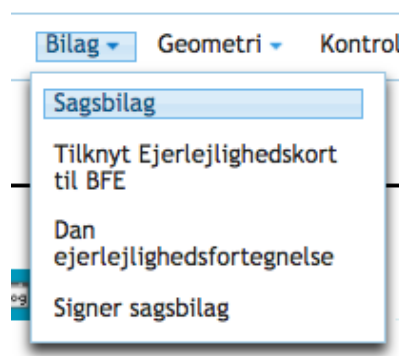 Bilag Geometri Kontrol
Sagsbilag
Tilknyt Ejerlejlighedskort
til BFE
Dan
ejerlejlighedsfortegnelse
Signer sagsbilag